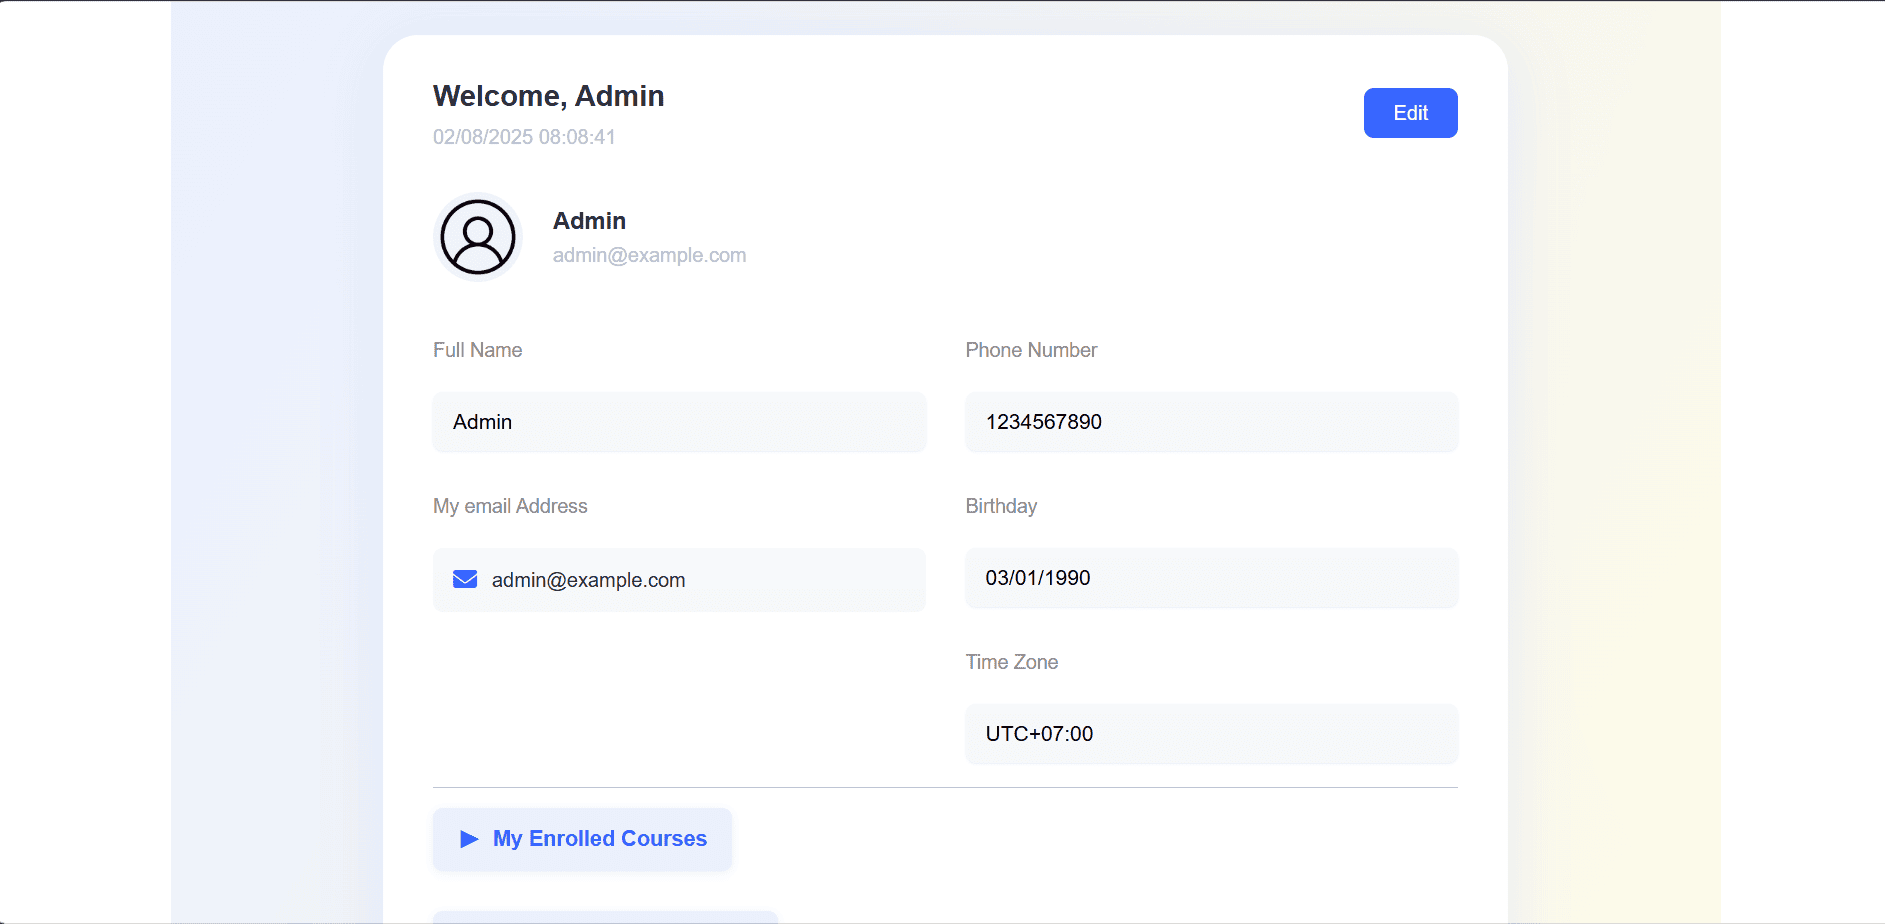 Welcome, Admin
02/08/2025 08:08:41
Edit
Admin
admin@example.com
Full Name
Phone Number
Admin
1234567890
My email Address
Birthday
admin@example.com
03/01/1990
Time Zone
UTC+07:00
My Enrolled Courses